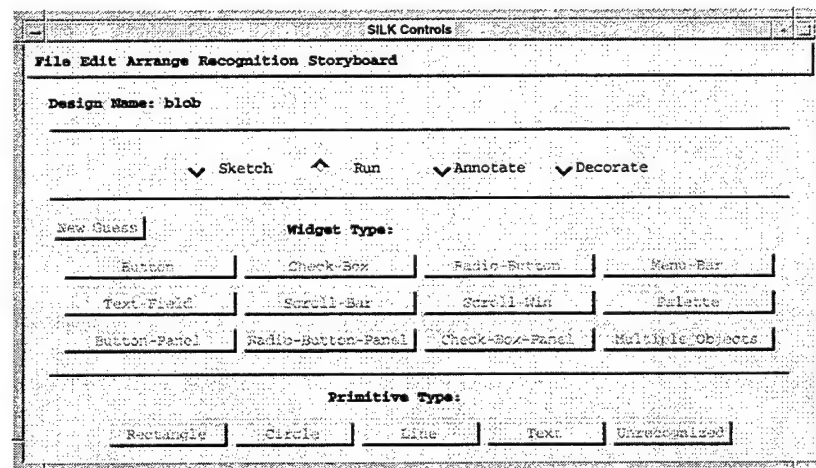 SILK Controls
File Edit Arrange Recognition Storyboard
Design Name: blob
Sketch Run Annotate Decorate
New Guess Widget Type:
Button Check-Box Radio-Button Menu-Bar
Text-Field Scroll-Bar Scroll-Win Palette
Button-Panel Radio-Button-Panel Check-Box-Panel Multiple Objects
Primitive Type:
Rectangle Circle Line Text Unrecognized